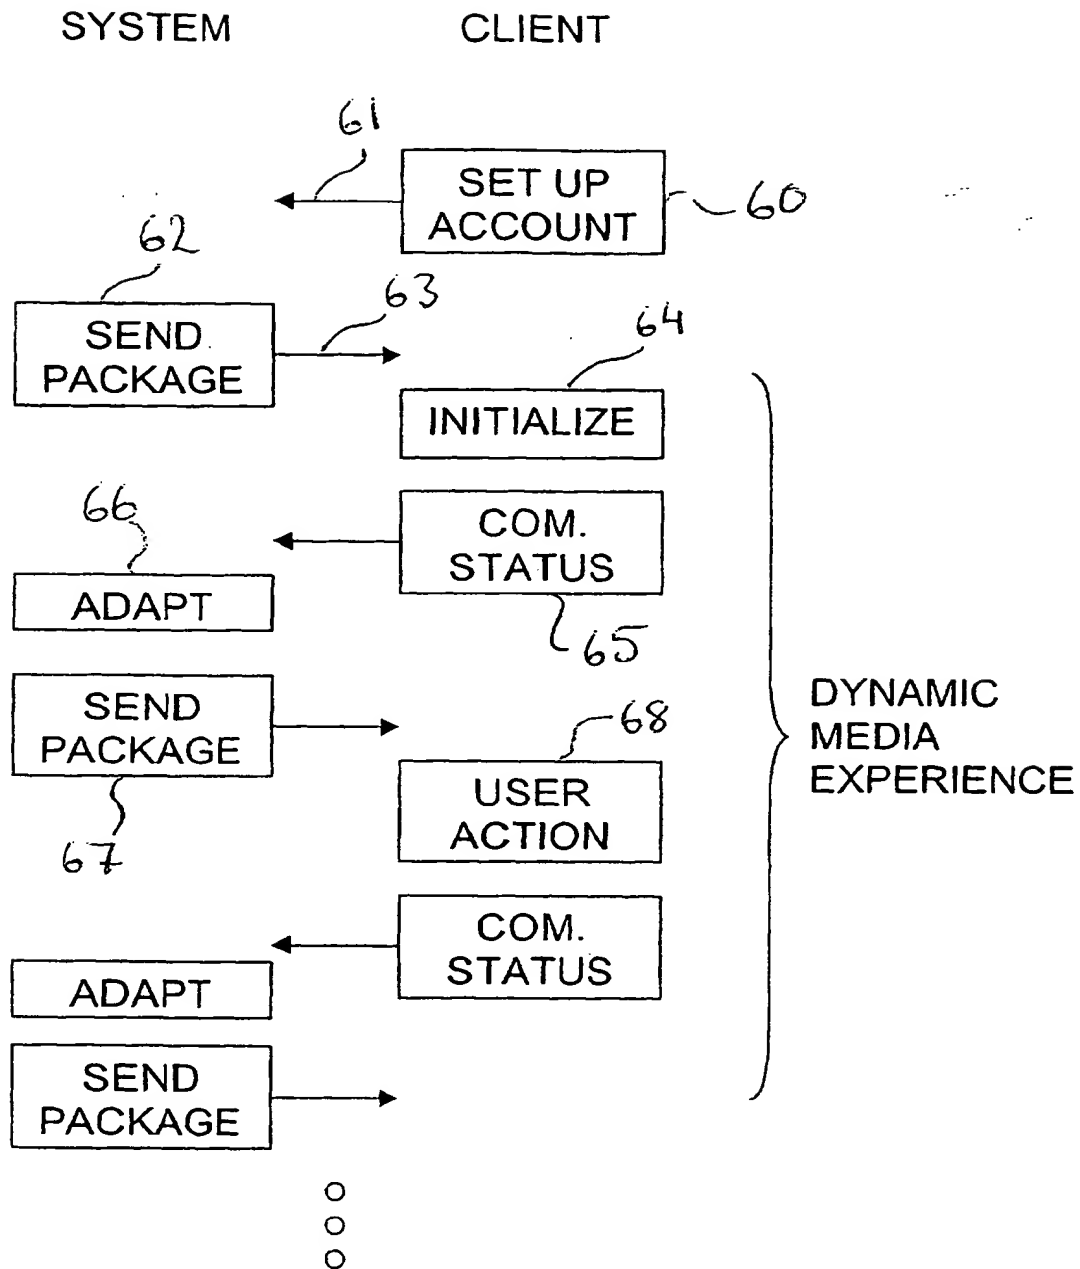 SYSTEM CLIENT
61
SET UP
ACCOUNT
60
62
63
SEND
PACKAGE
64
INITIALIZE
66
COM.
STATUS
ADAPT
65
SEND
PACKAGE
68
DYNAMIC
MEDIA
EXPERIENCE
USER
ACTION
67
COM.
STATUS
ADAPT
SEND
PACKAGE